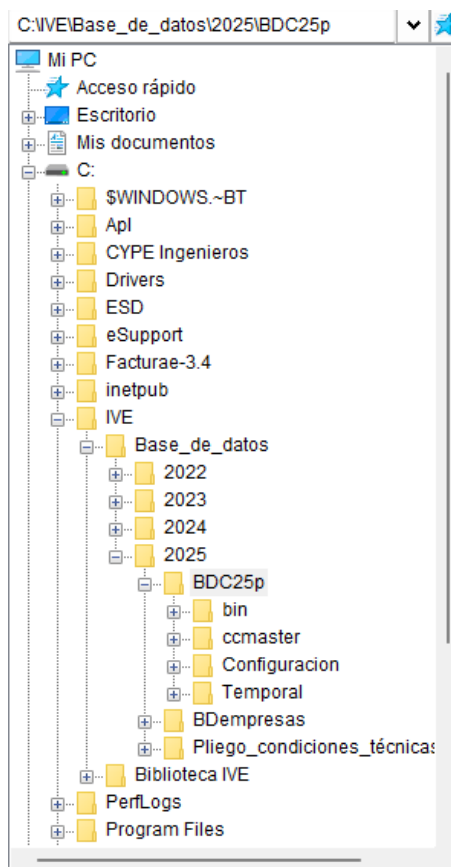 C:\IVE\Base_de_datos\2025\BDC25p
Mi PC
Acceso rápido
Escritorio
Mis documentos
C:
$WINDOWS.~BT
Apl
CYPE Ingenieros
Drivers
ESD
eSupport
Facturae-3.4
inetpub
IVE
Base_de_datos
2022
2023
2024
2025
BDC25p
bin
ccmaster
Configuracion
Temporal
BDempresas
Pliego_condiciones_técnicas
Biblioteca IVE
PerfLogs
Program Files